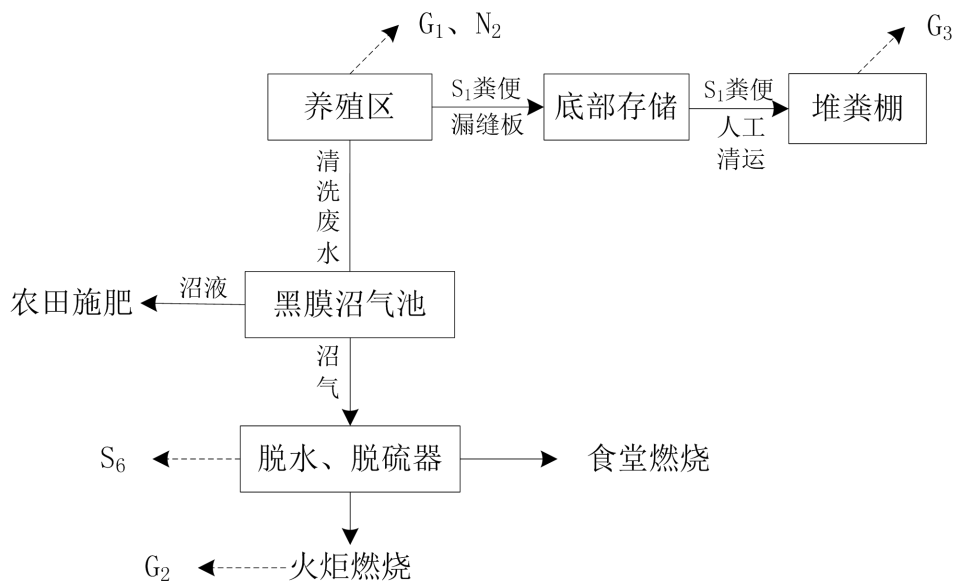 G₁、N₂
G₃
养殖区
S₁粪便
漏缝板
底部存储
S₁粪便
人工
清运
堆粪棚
清洗废水
农田施肥
沼液
黑膜沼气池
沼气
S₆
脱水、脱硫器
食堂燃烧
G₂
火炬燃烧